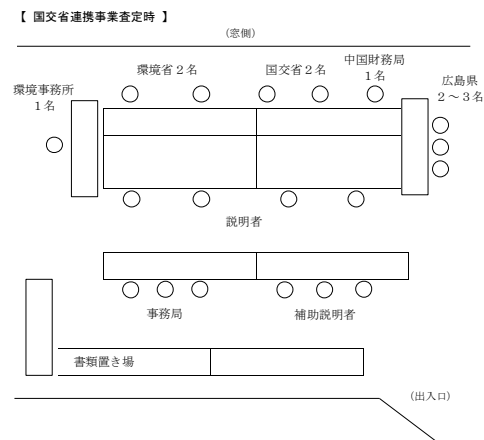 【 国交省連携事業査定時 】
(窓側)
環境省２名
国交省２名
中国財務局
１名
環境事務所
１名
広島県
２～３名
説明者
事務局
補助説明者
書類置き場
(出入口)